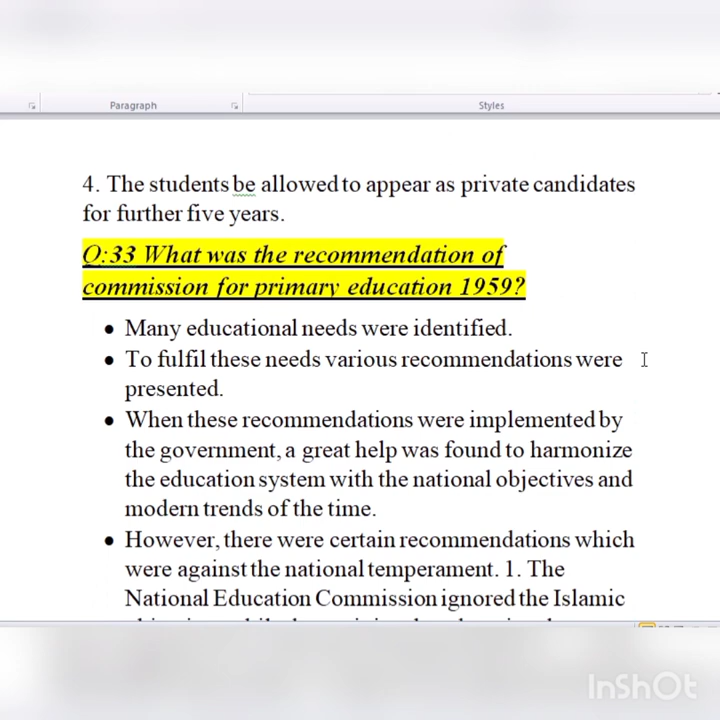 Paragraph
Styles
4. The students be allowed to appear as private candidates
for further five years.
Q:33 What was the recommendation of
commission for primary education 1959?
• Many educational needs were identified.
• To fulfil these needs various recommendations were
presented.
• When these recommendations were implemented by
the government, a great help was found to harmonize
the education system with the national objectives and
modern trends of the time.
• However, there were certain recommendations which
were against the national temperament. 1. The
National Education Commission ignored the Islamic
InShOt